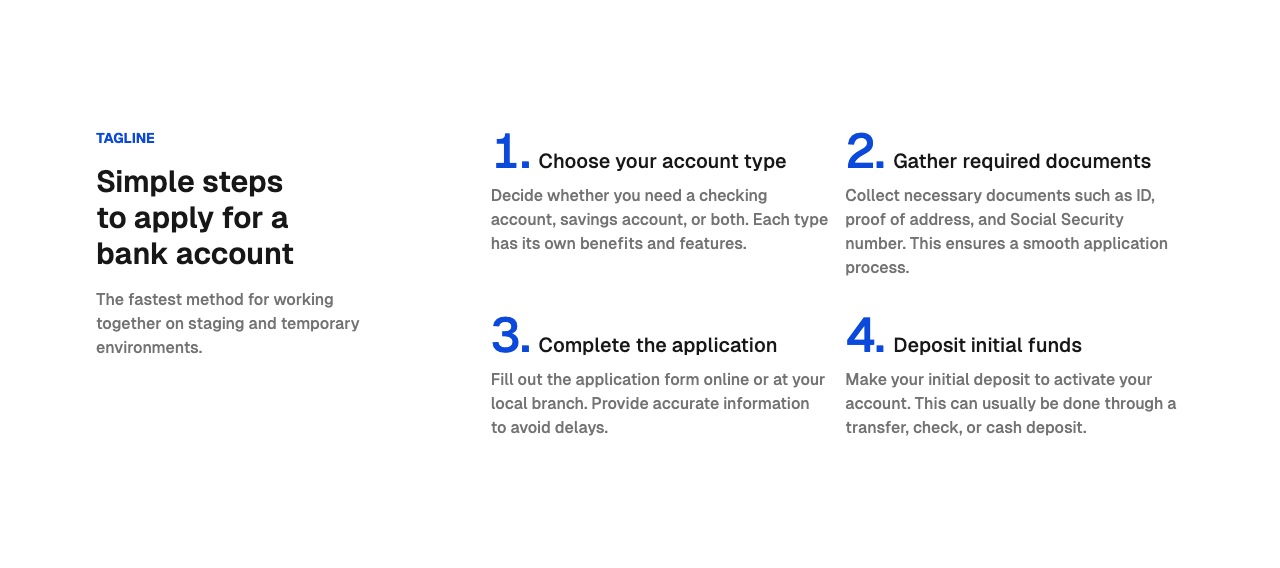 TAGLINE
Simple steps
to apply for a
bank account
The fastest method for working
together on staging and temporary
environments.
1. Choose your account type
Decide whether you need a checking
account, savings account, or both. Each type
has its own benefits and features.
2. Gather required documents
Collect necessary documents such as ID,
proof of address, and Social Security
number. This ensures a smooth application
process.
3. Complete the application
Fill out the application form online or at your
local branch. Provide accurate information
to avoid delays.
4. Deposit initial funds
Make your initial deposit to activate your
account. This can usually be done through a
transfer, check, or cash deposit.